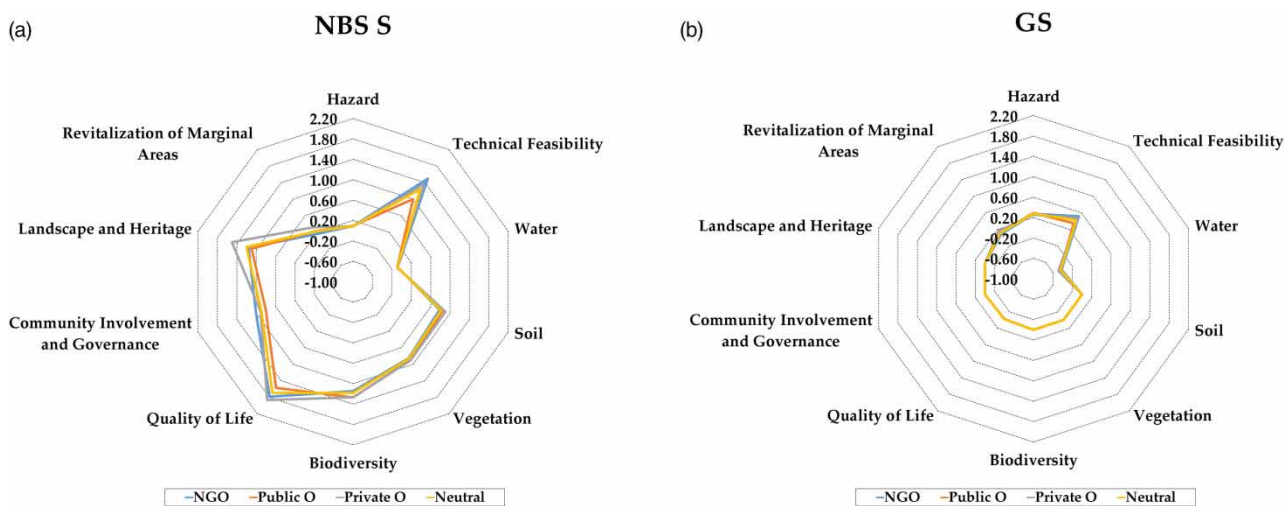 (a)
NBS S
Hazard
2.20
1.80
1.40
1.00
0.60
0.20
-0.20
-0.60
-1.00
Technical Feasibility
Water
Soil
Vegetation
Biodiversity
Quality of Life
Community Involvement
and Governance
Landscape and Heritage
Revitalization of Marginal
Areas
NGO Public O Private O Neutral
(b)
GS
Hazard
2.20
1.80
1.40
1.00
0.60
0.20
-0.20
-0.60
-1.00
Technical Feasibility
Water
Soil
Vegetation
Biodiversity
Quality of Life
Community Involvement
and Governance
Landscape and Heritage
Revitalization of Marginal
Areas
NGO Public O Private O Neutral